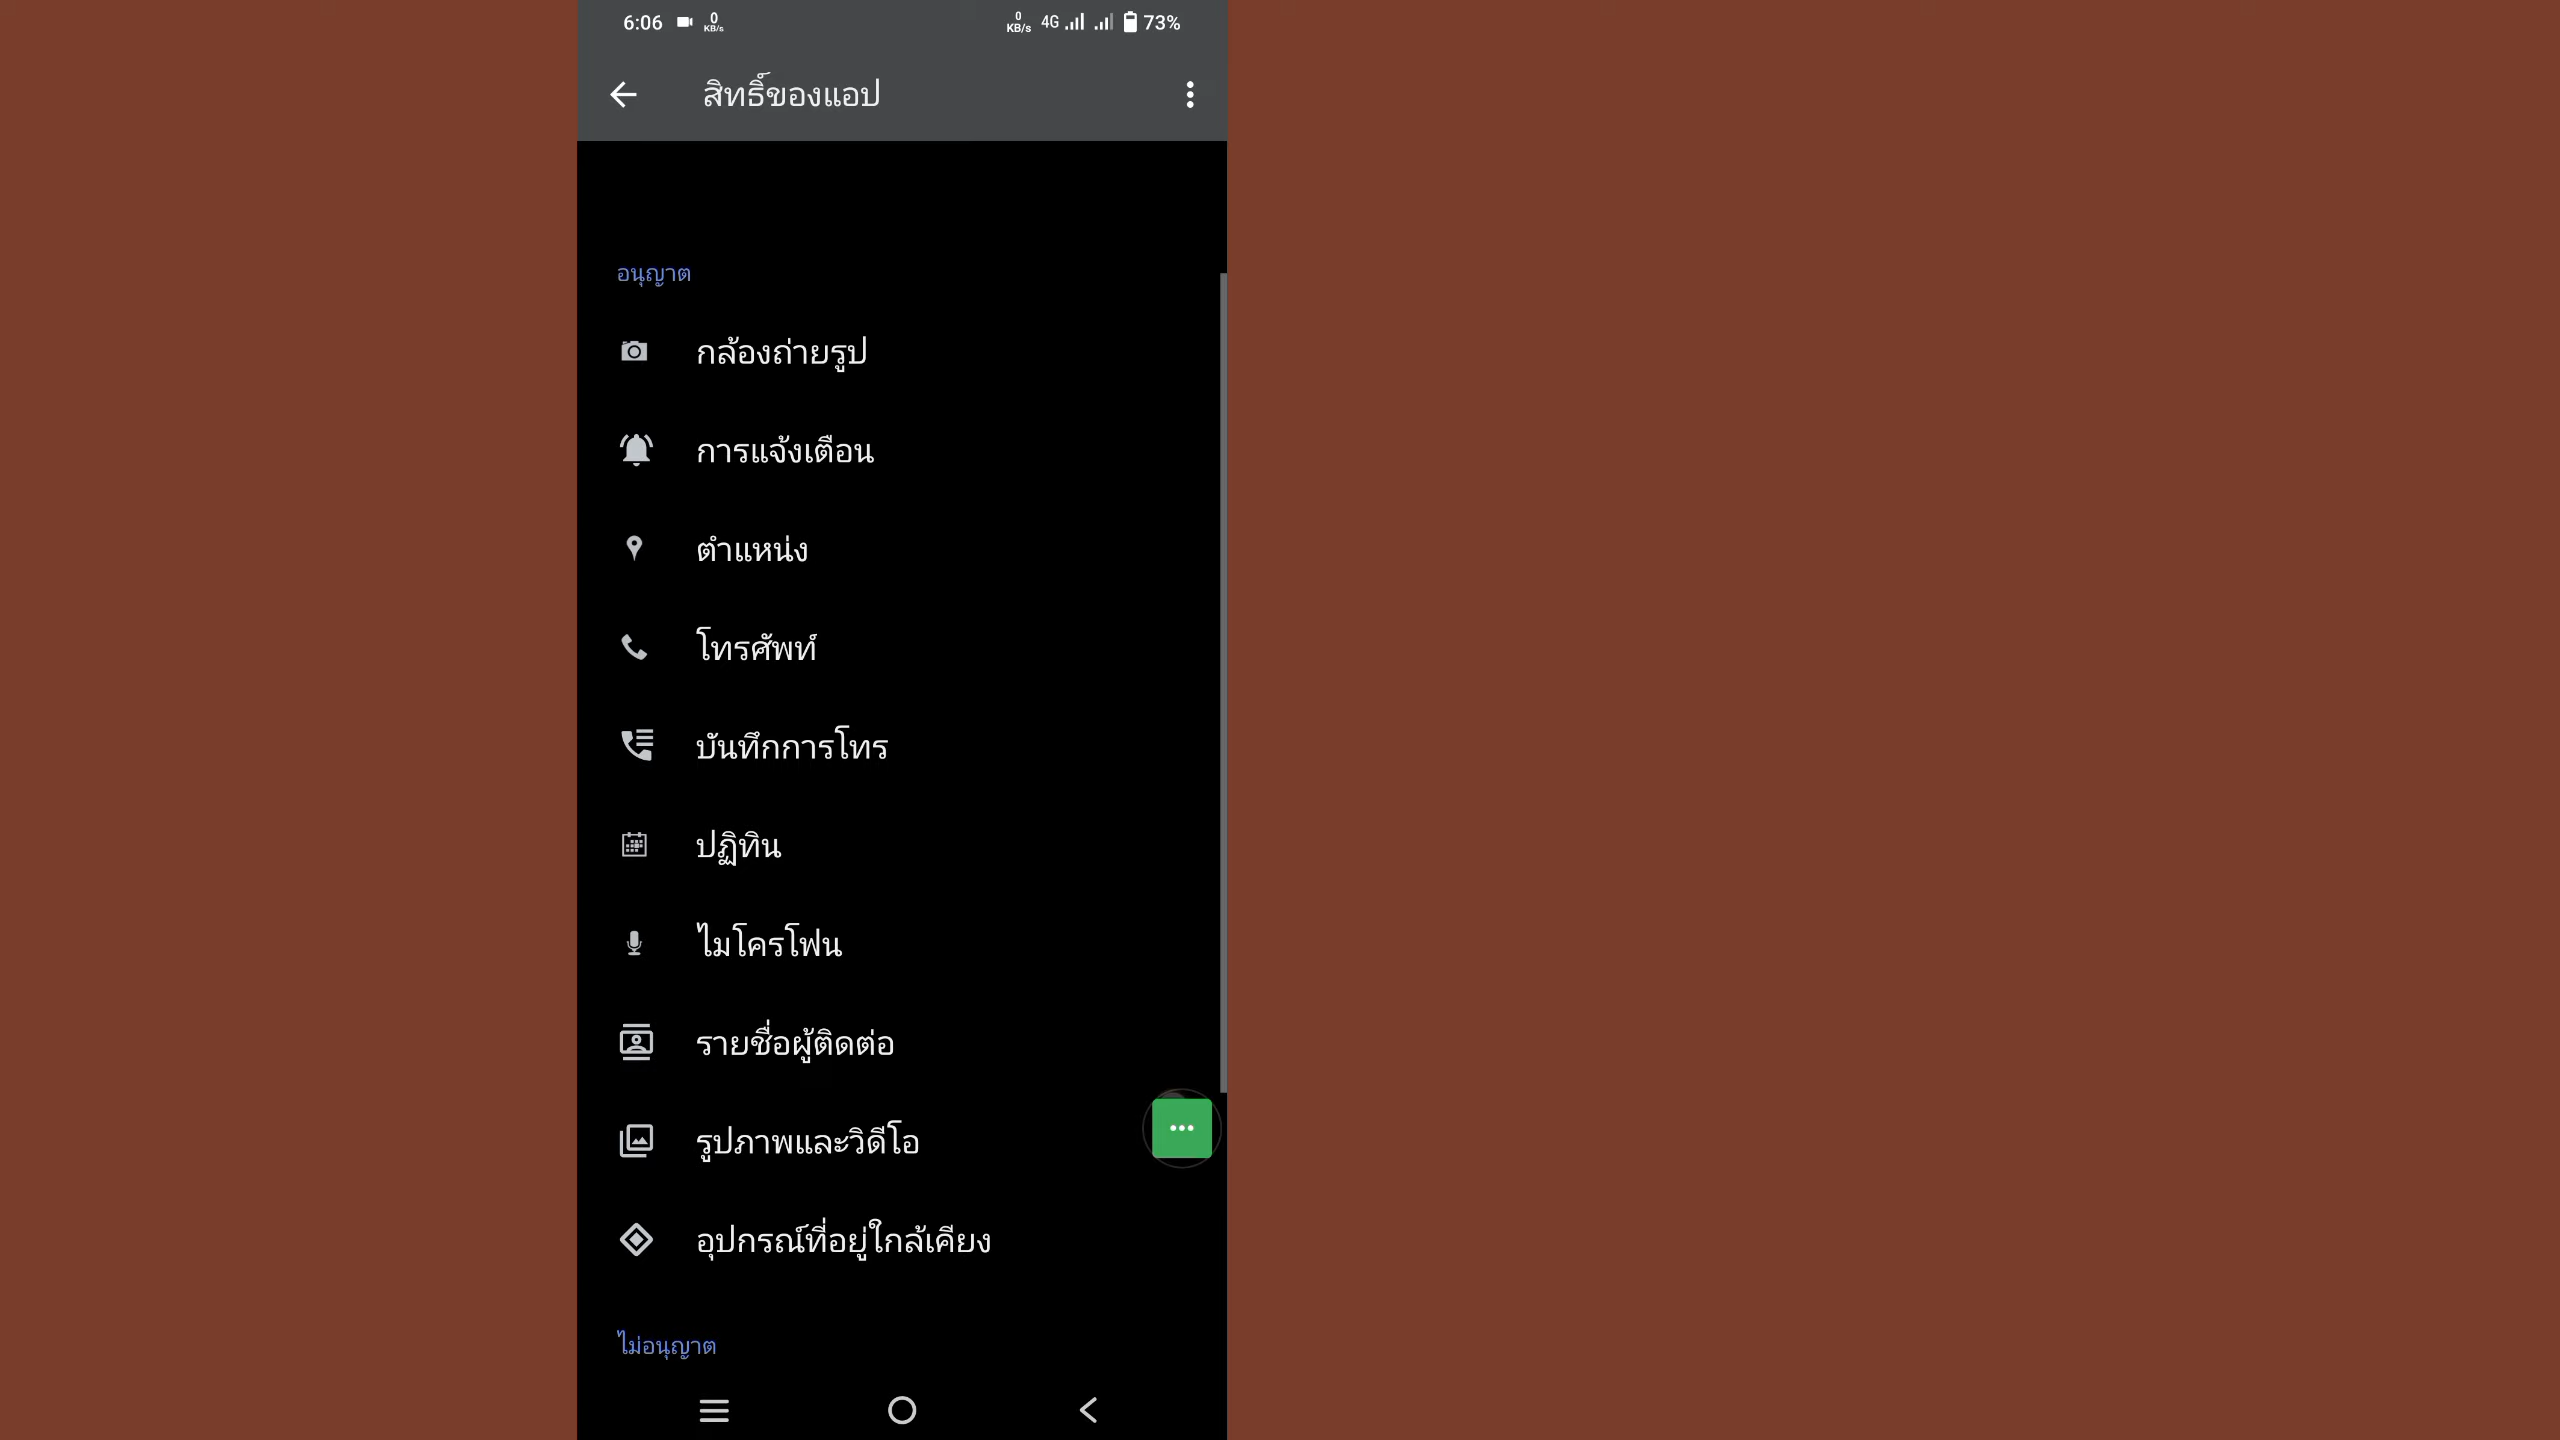 6:06 0 KB/s 0 KB/s 4G 73%
สิทธิ์ของแอป
อนุญาต
กล้องถ่ายรูป
การแจ้งเตือน
ตำแหน่ง
โทรศัพท์
บันทึกการโทร
ปฏิทิน
ไมโครโฟน
รายชื่อผู้ติดต่อ
รูปภาพและวิดีโอ
อุปกรณ์ที่อยู่ใกล้เคียง
ไม่อนุญาต